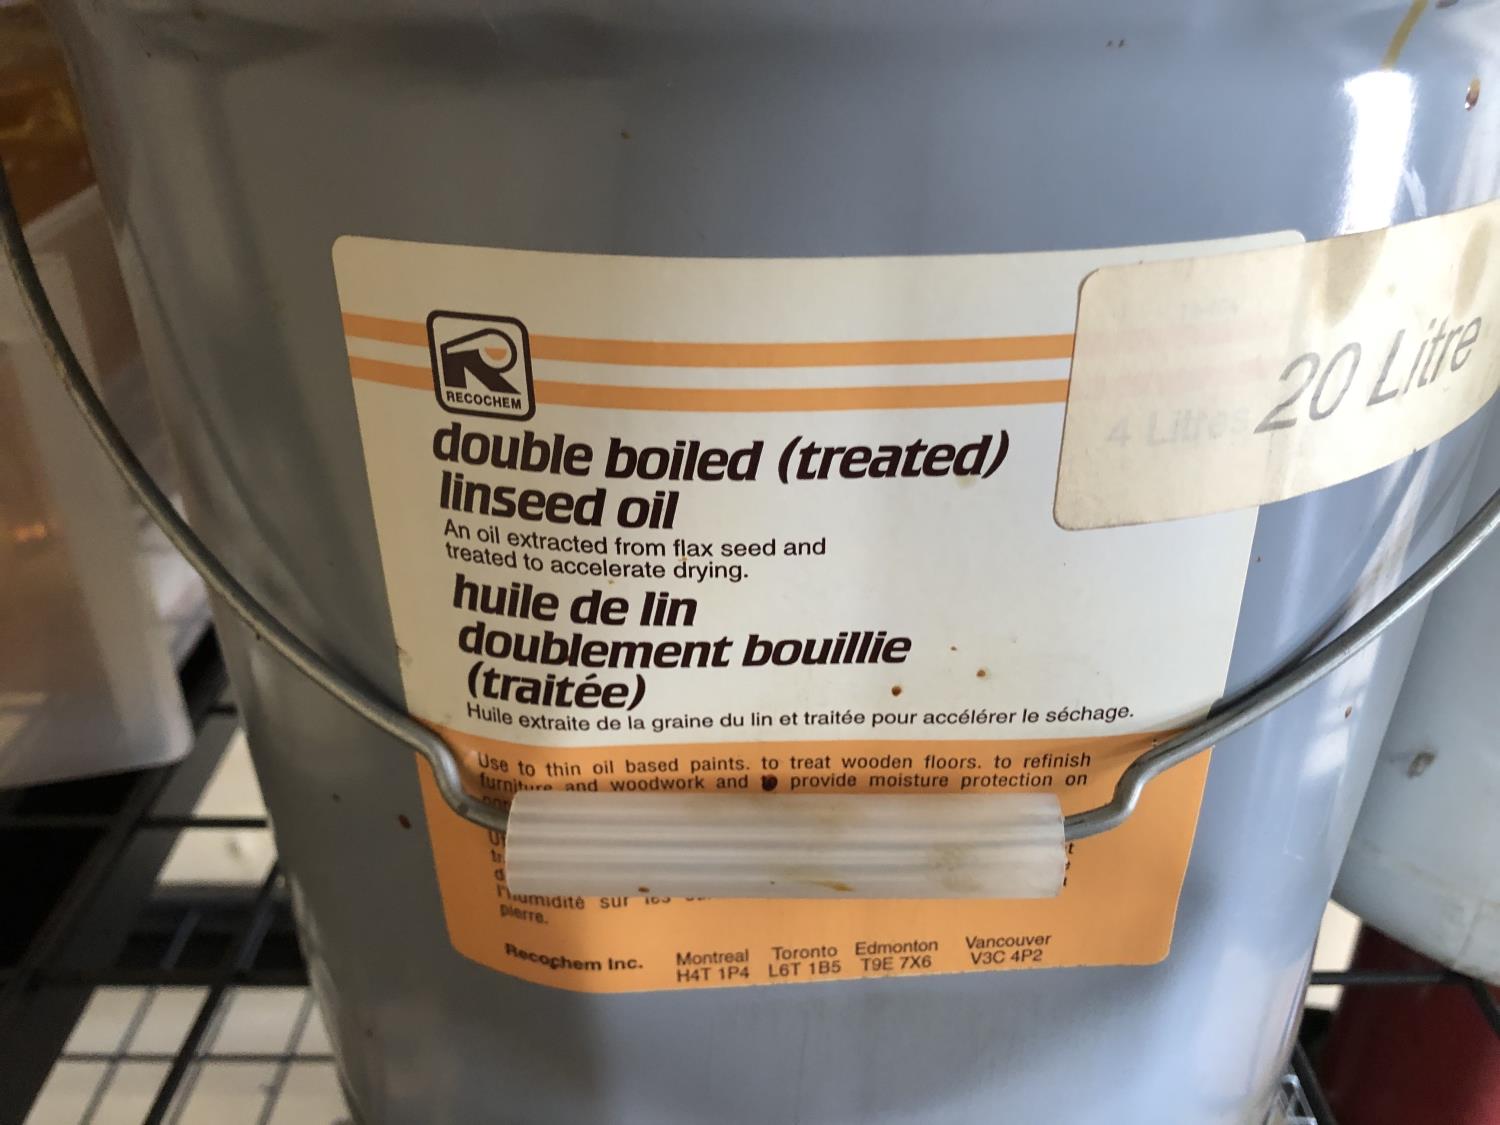 RECOCHEM
double boiled (treated)
linseed oil
An oil extracted from flax seed and
treated to accelerate drying.
huile de lin
doublement bouillie
(traitée)
Huile extraite de la graine du lin et traitée pour accélérer le séchage.
4 Litres
20 Litre
Use to thin oil based paints. to treat wooden floors. to refinish
furniture and woodwork and provide moisture protection on
l'humidité sur
pierre.
Recochem Inc. Montreal Toronto Edmonton Vancouver
H4T 1P4 L6T 1B5 T9E 7X6 V3C 4P2